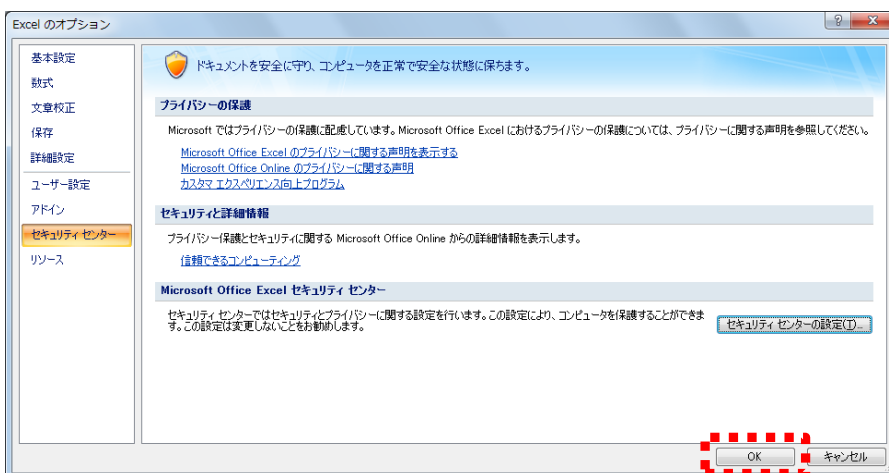 Excel のオプション
基本設定
数式
文章校正
保存
詳細設定
ユーザー設定
アドイン
セキュリティ センター
リソース
ドキュメントを安全に守り、コンピュータを正常で安全な状態に保ちます。
プライバシーの保護
Microsoft ではプライバシーの保護に配慮しています。Microsoft Office Excel におけるプライバシーの保護については、プライバシーに関する声明を参照してください。
Microsoft Office Excel のプライバシーに関する声明を表示する
Microsoft Office Online のプライバシーに関する声明
カスタマ エクスペリエンス向上プログラム
セキュリティと詳細情報
プライバシー保護とセキュリティに関する Microsoft Office Online からの詳細情報を表示します。
信頼できるコンピューティング
Microsoft Office Excel セキュリティ センター
セキュリティ センターではセキュリティとプライバシーに関する設定を行います。この設定により、コンピュータを保護することができま
す。この設定は変更しないことをお勧めします。
セキュリティ センターの設定(T)...
OK
キャンセル